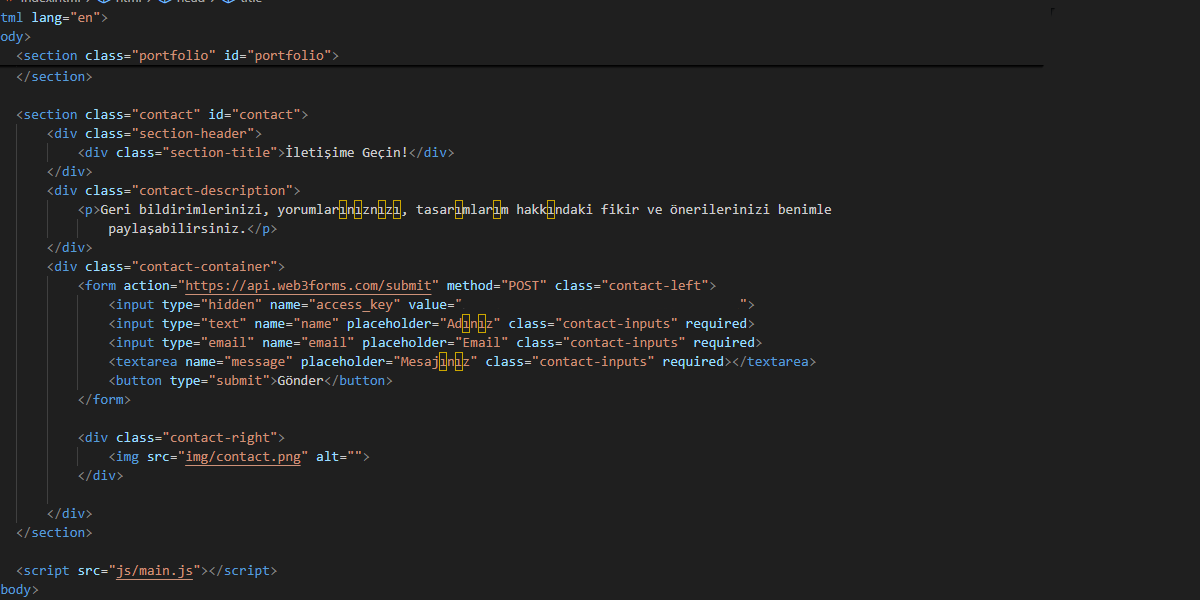 tml lang="en">
ody>
<section class="portfolio" id="portfolio">
</section>
<section class="contact" id="contact">
<div class="section-header">
<div class="section-title">İletişime Geçin!</div>
</div>
<div class="contact-description">
<p>Geri bildirimlerinizi, yorumlarınıznızı, tasarımlarım hakkındaki fikir ve önerilerinizi benimle
paylaşabilirsiniz.</p>
</div>
<div class="contact-container">
<form action="https://api.web3forms.com/submit" method="POST" class="contact-left">
<input type="hidden" name="access_key" value="">
<input type="text" name="name" placeholder="Adınız" class="contact-inputs" required>
<input type="email" name="email" placeholder="Email" class="contact-inputs" required>
<textarea name="message" placeholder="Mesajınız" class="contact-inputs" required></textarea>
<button type="submit">Gönder</button>
</form>
<div class="contact-right">
<img src="img/contact.png" alt="">
</div>
</div>
</section>
<script src="js/main.js"></script>
body>